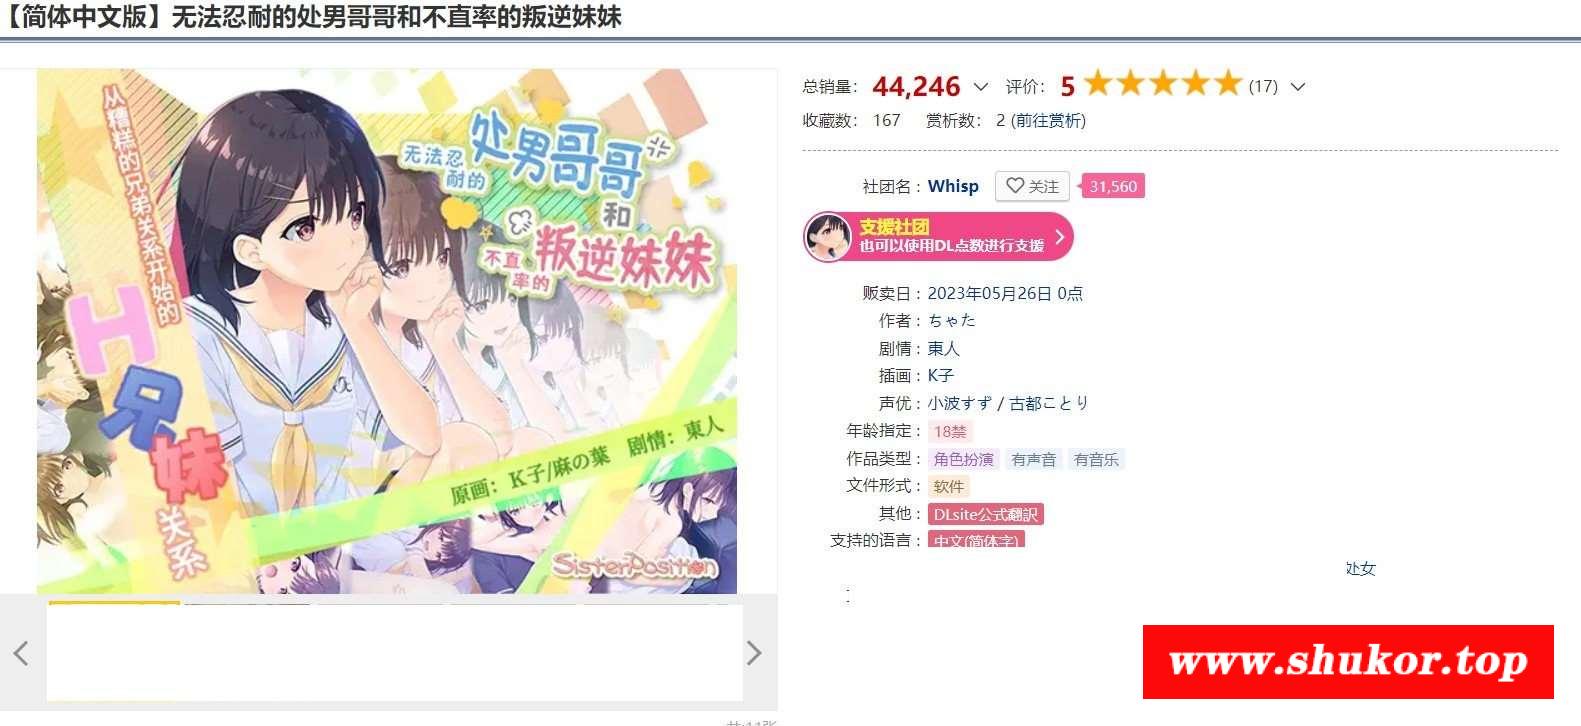 【简体中文版】无法忍耐的处男哥哥和不直率的叛逆妹妹
从糟糕的兄弟关系开始的
H兄妹
关系
无法忍
耐的
处男哥哥
和
不直
率的
叛逆妹妹
原画：K子/麻の葉 剧情：東人
SisterPosition
总销量： 44,246 评价： 5 (17)
收藏数： 167 赏析数： 2 (前往赏析)
社团名： Whisp 关注 31,560
支援社团
也可以使用DL点数进行支援
贩卖日： 2023年05月26日 0点
作者： ちゃた
剧情： 東人
插画： K子
声优： 小波すず / 古都ことり
年龄指定： 18禁
作品类型： 角色扮演 有声音 有音乐
文件形式： 软件
其他： DLsite公式翻訳
支持的语言： 中文(简体字)
处女
:
www.shukor.top